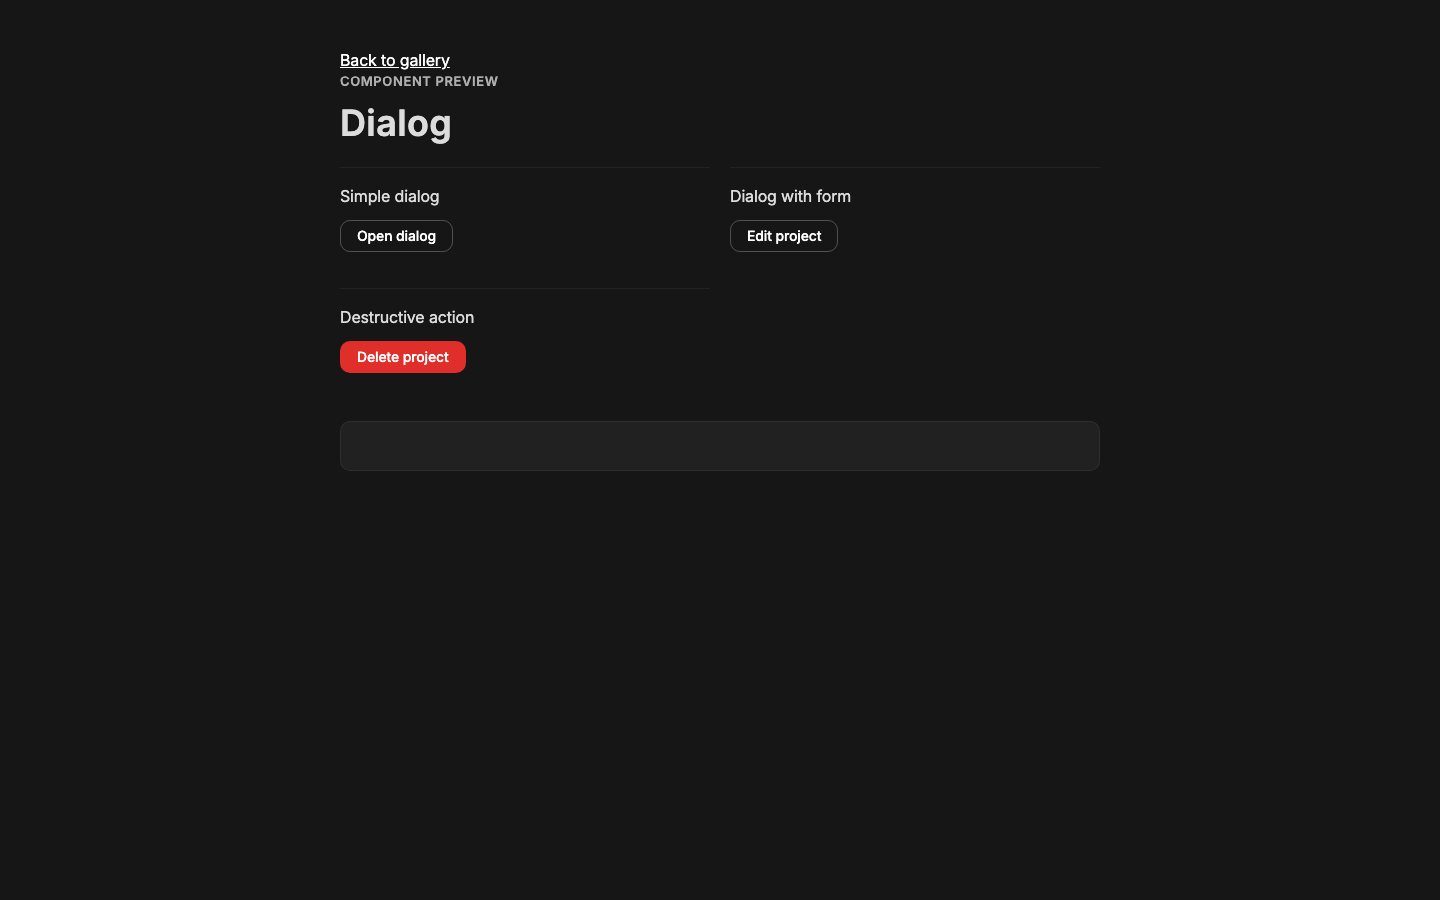 Back to gallery
COMPONENT PREVIEW
Dialog
Simple dialog
Open dialog
Dialog with form
Edit project
Destructive action
Delete project